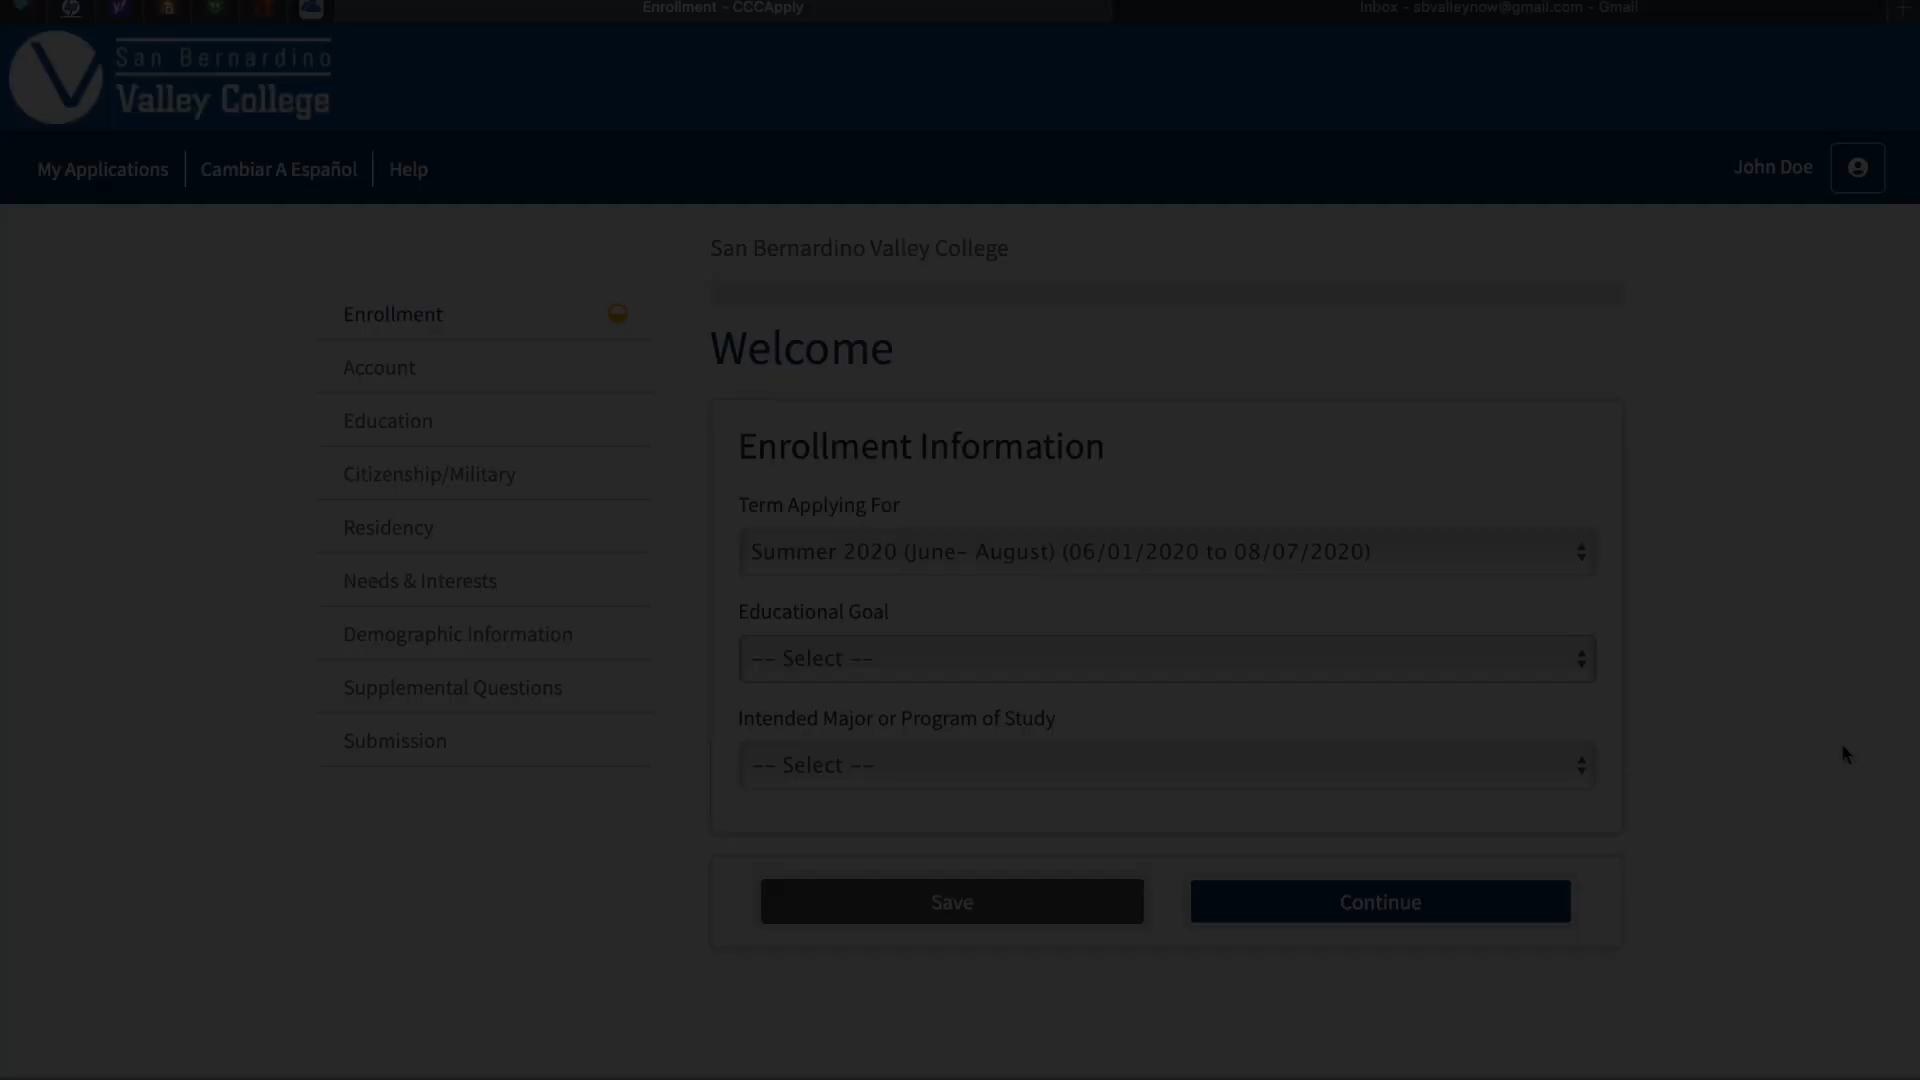 Enrollment - CCCApply
Inbox - sbvalleynow@gmail.com - Gmail
San Bernardino
Valley College
My Applications
Cambiar A Español
Help
John Doe
San Bernardino Valley College
Enrollment
Account
Education
Citizenship/Military
Residency
Needs & Interests
Demographic Information
Supplemental Questions
Submission
Welcome
Enrollment Information
Term Applying For
Summer 2020 (June- August) (06/01/2020 to 08/07/2020)
Educational Goal
-- Select --
Intended Major or Program of Study
-- Select --
Save
Continue